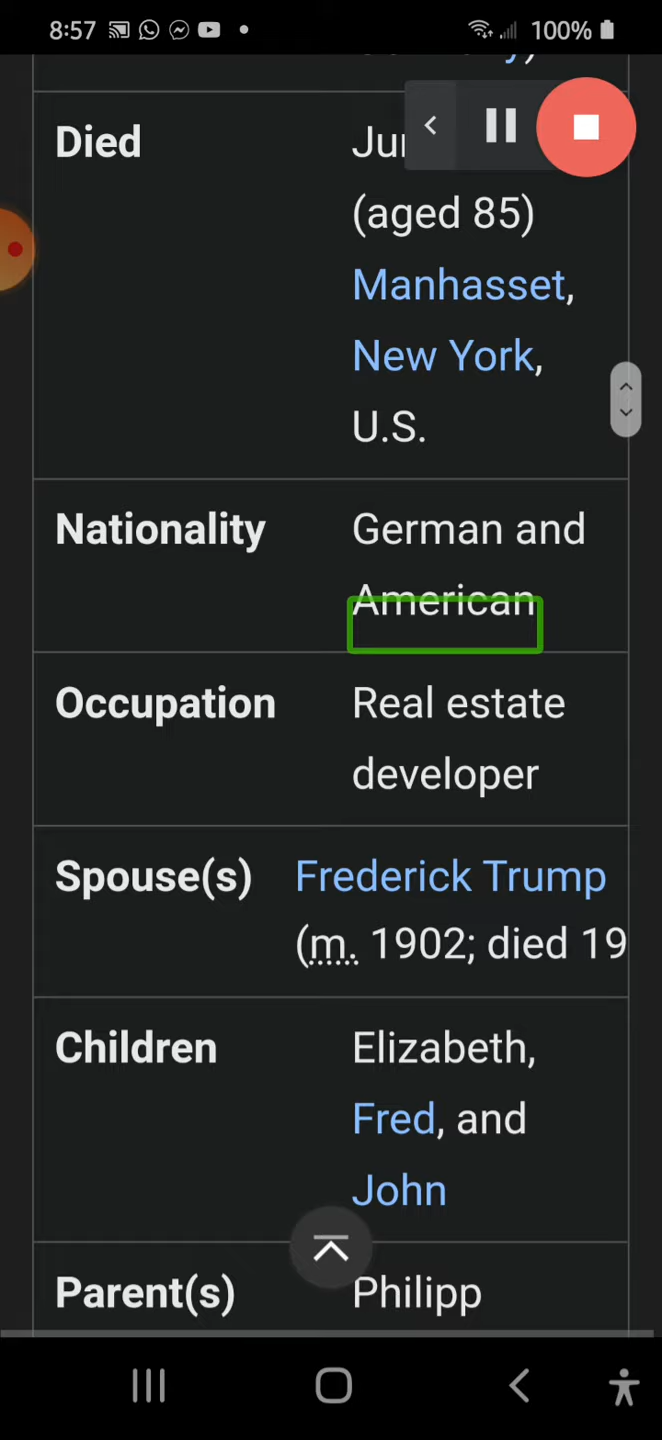 8:57
100%
Died
(aged 85)
Manhasset,
New York,
U.S.
Nationality
German and
American
Occupation
Real estate
developer
Spouse(s)
Frederick Trump
(m. 1902; died 19
Children
Elizabeth,
Fred, and
John
Parent(s)
Philipp